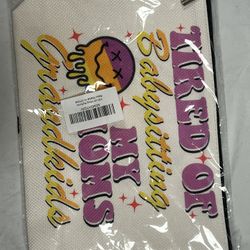 TIRED OF
Babysitting
MY
MOMS
Grandkids